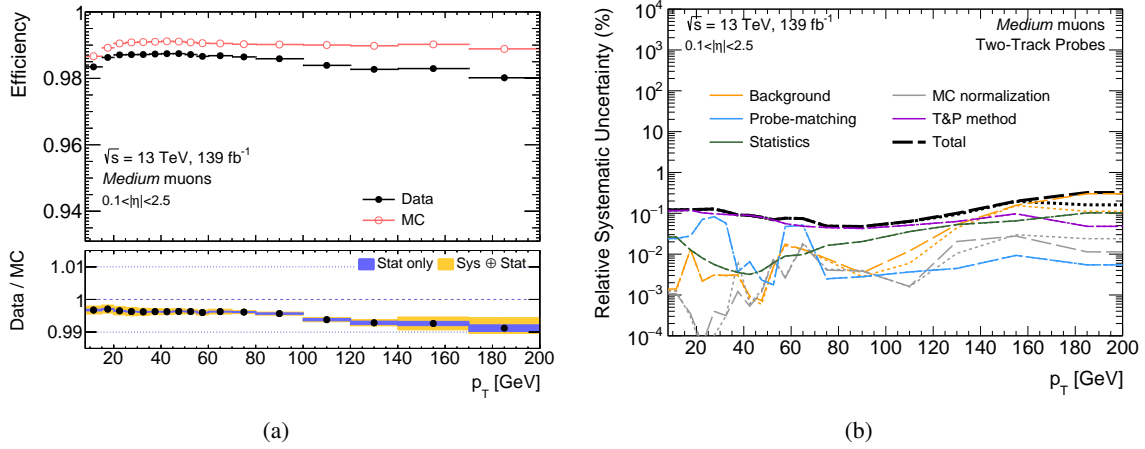 Efficiency
1
0.98
0.96
0.94
√s = 13 TeV, 139 fb⁻¹
Medium muons
0.1<|η|<2.5
Data
MC
Data / MC
1.01
1
0.99
Stat only
Sys ⊕ Stat
20 40 60 80 100 120 140 160 180 200
p_T [GeV]
(a)
Relative Systematic Uncertainty (%)
10⁴
10³
10²
10
1
10⁻¹
10⁻²
10⁻³
10⁻⁴
√s = 13 TeV, 139 fb⁻¹
0.1<|η|<2.5
Medium muons
Two-Track Probes
Background
Probe-matching
Statistics
MC normalization
T&P method
Total
20 40 60 80 100 120 140 160 180 200
p_T [GeV]
(b)